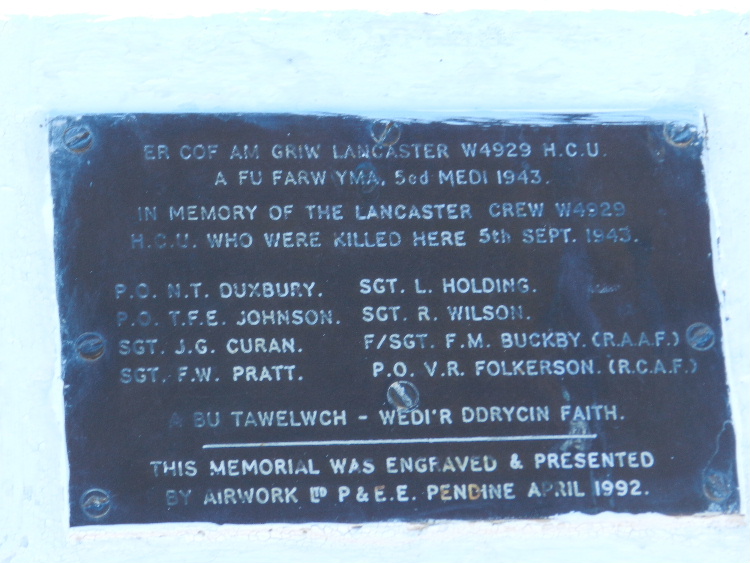 ER COF AM GRIW LANCASTER W4929 H.C.U.
A FU FARW YMA, 5ed MEDI 1943.
IN MEMORY OF THE LANCASTER CREW W4929
H.C.U. WHO WERE KILLED HERE 5th SEPT. 1943.
P.O. N.T. DUXBURY. SGT. L. HOLDING.
P.O. T.F.E. JOHNSON. SGT. R. WILSON.
SGT. J.G. CURAN. F/SGT. F.M. BUCKBY. (R.A.A.F.)
SGT. F.W. PRATT. P.O. V.R. FOLKERSON. (R.C.A.F.)
A BU TAWELWCH - WEDI'R DDRYCIN FAITH.
THIS MEMORIAL WAS ENGRAVED & PRESENTED
BY AIRWORK LTD P & E.E. PENDINE APRIL 1992.